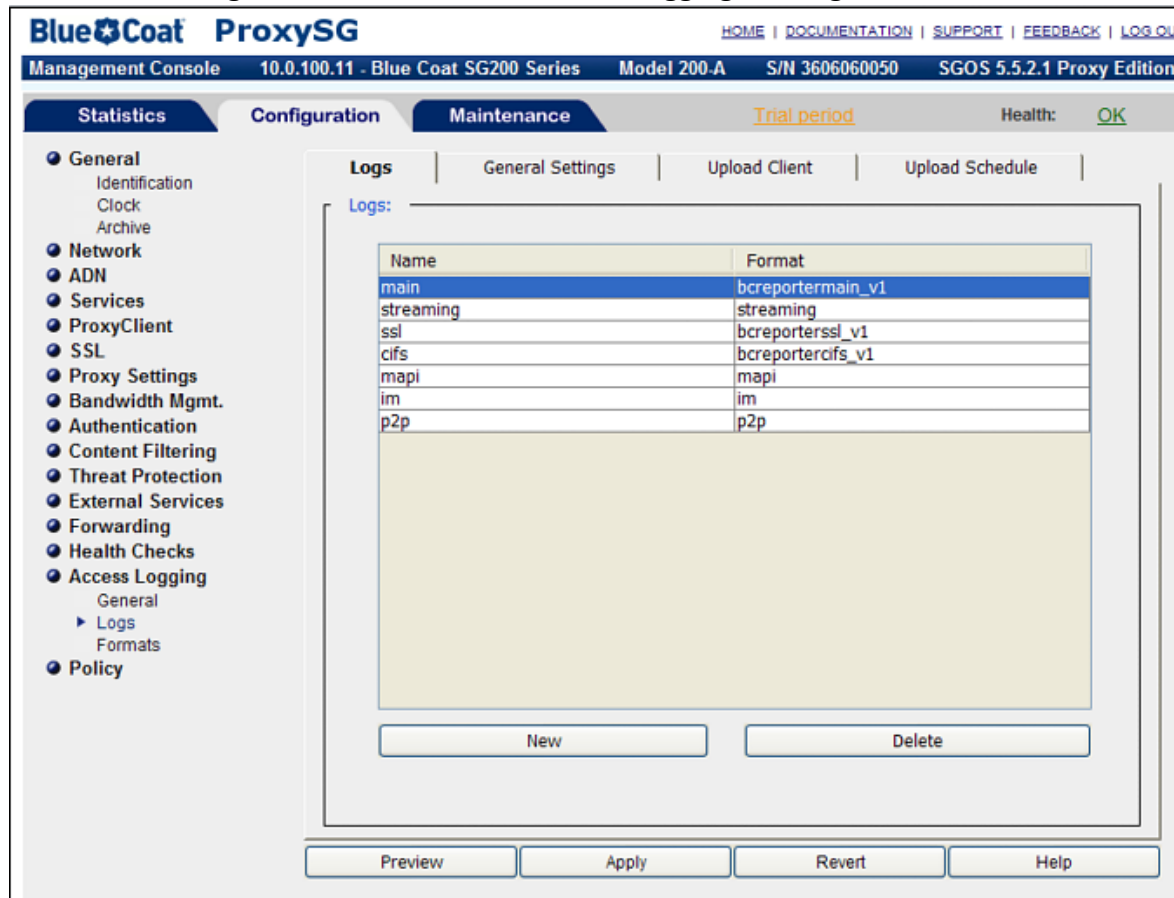 Blue Coat ProxySG
HOME | DOCUMENTATION | SUPPORT | FEEDBACK | LOG OU
Management Console 10.0.100.11 - Blue Coat SG200 Series Model 200-A S/N 3606060050 SGOS 5.5.2.1 Proxy Edition
Statistics Configuration Maintenance Trial period Health: OK
General
Identification
Clock
Archive
Network
ADN
Services
ProxyClient
SSL
Proxy Settings
Bandwidth Mgmt.
Authentication
Content Filtering
Threat Protection
External Services
Forwarding
Health Checks
Access Logging
General
Logs
Formats
Policy
Logs General Settings Upload Client Upload Schedule
Logs:
Name Format
main bcreportermain_v1
streaming streaming
ssl bcreporterssl_v1
cifs bcreportercifs_v1
mapi mapi
im im
p2p p2p
New Delete
Preview Apply Revert Help